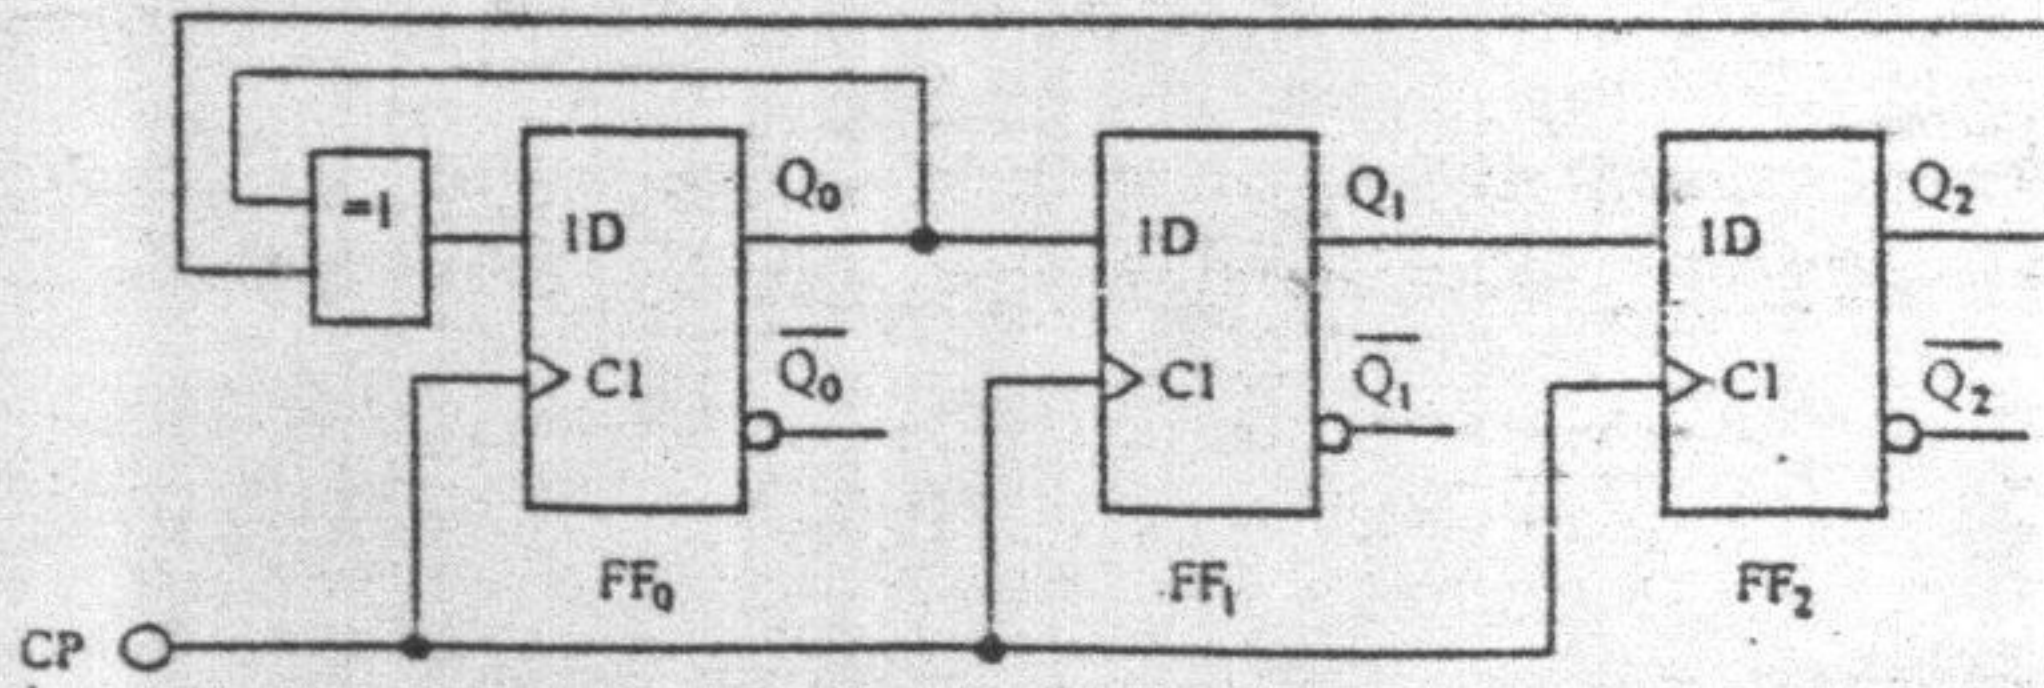 Q₀ Q₁ Q₂
=1 1D 1D 1D
Q̅₀ Q̅₁ Q̅₂
C1 C1 C1
FF₀ FF₁ FF₂
CP